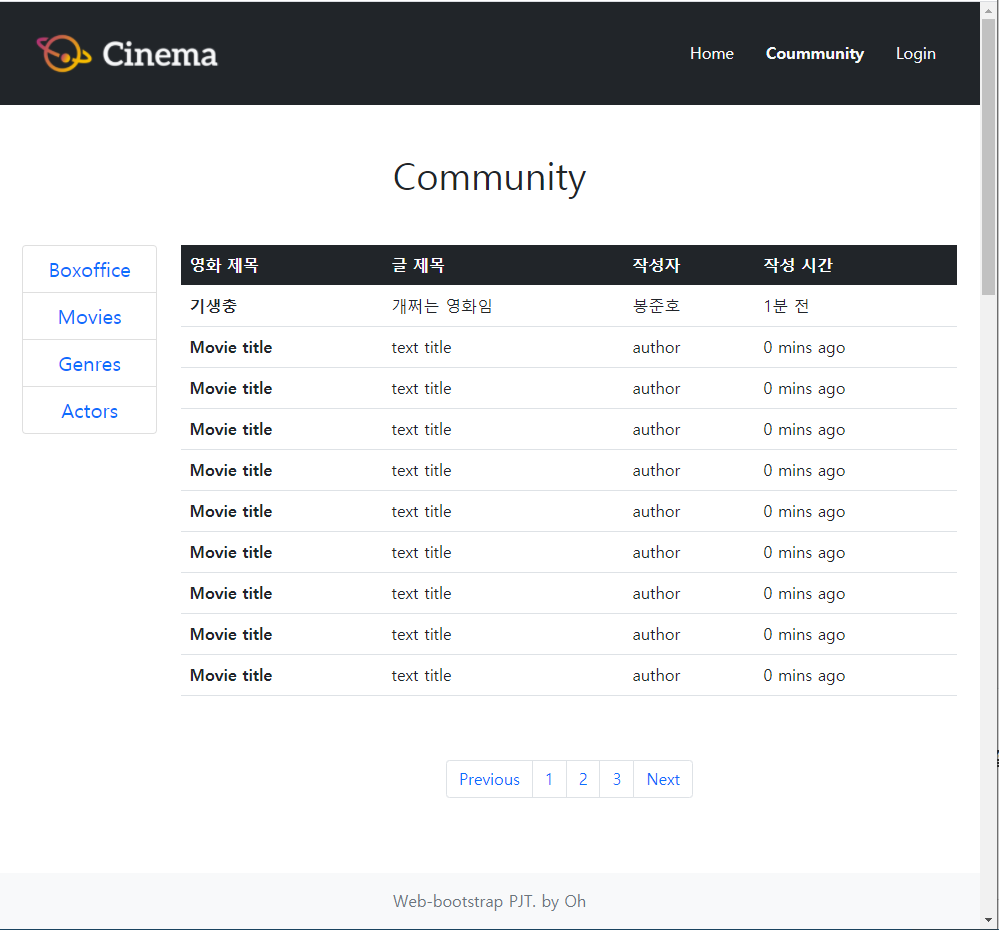 Cinema
Home Coummunity Login
Community
Boxoffice
Movies
Genres
Actors
영화 제목 글 제목 작성자 작성 시간
기생충 개쩌는 영화임 봉준호 1분 전
Movie title text title author 0 mins ago
Movie title text title author 0 mins ago
Movie title text title author 0 mins ago
Movie title text title author 0 mins ago
Movie title text title author 0 mins ago
Movie title text title author 0 mins ago
Movie title text title author 0 mins ago
Movie title text title author 0 mins ago
Movie title text title author 0 mins ago
Previous 1 2 3 Next
Web-bootstrap PJT. by Oh